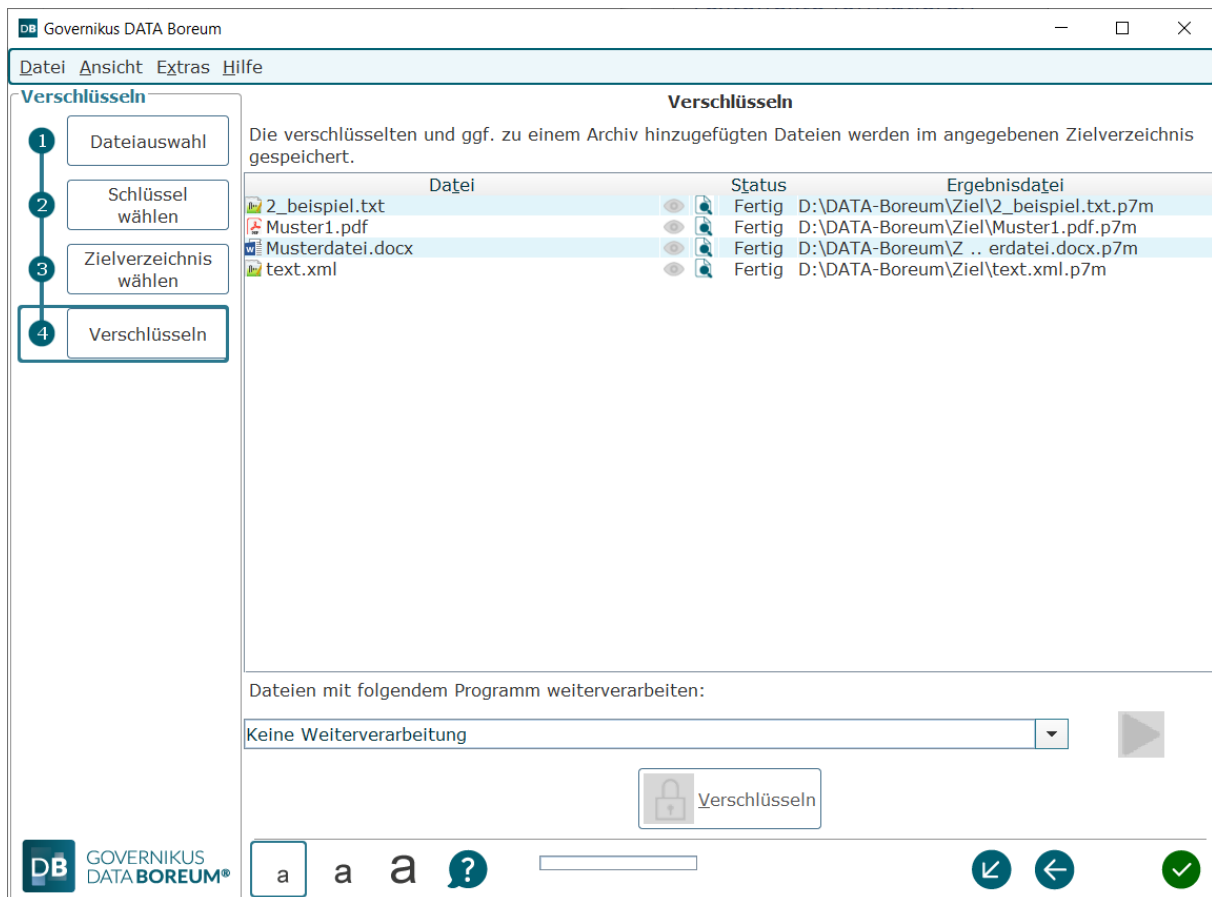 DB Governikus DATA Boreum
Datei Ansicht Extras Hilfe
Verschlüsseln
1 Dateiauswahl
2 Schlüssel
wählen
3 Zielverzeichnis
wählen
4 Verschlüsseln
Verschlüsseln
Die verschlüsselten und ggf. zu einem Archiv hinzugefügten Dateien werden im angegebenen Zielverzeichnis
gespeichert.
Datei Status Ergebnisdatei
2_beispiel.txt Fertig D:\DATA-Boreum\Ziel\2_beispiel.txt.p7m
Muster1.pdf Fertig D:\DATA-Boreum\Ziel\Muster1.pdf.p7m
Musterdatei.docx Fertig D:\DATA-Boreum\Z .. erdatei.docx.p7m
text.xml Fertig D:\DATA-Boreum\Ziel\text.xml.p7m
Dateien mit folgendem Programm weiterverarbeiten:
Keine Weiterverarbeitung
Verschlüsseln
DB GOVERNIKUS
DATA BOREUM®
a a a ?